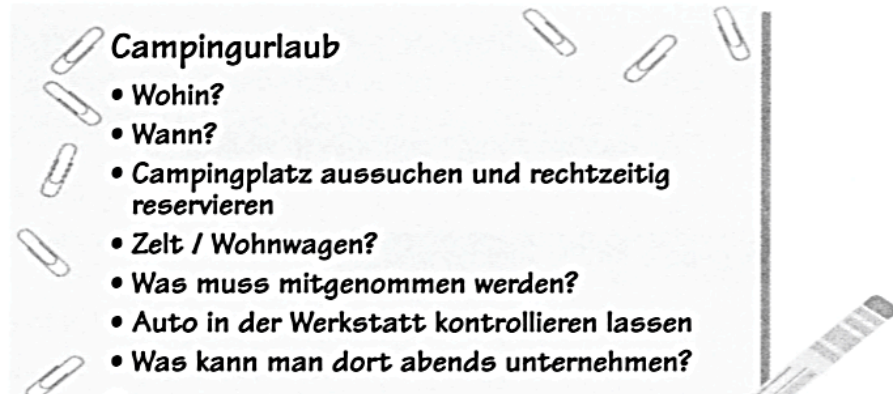 Campingurlaub
• Wohin?
• Wann?
• Campingplatz aussuchen und rechtzeitig
reservieren
• Zelt / Wohnwagen?
• Was muss mitgenommen werden?
• Auto in der Werkstatt kontrollieren lassen
• Was kann man dort abends unternehmen?